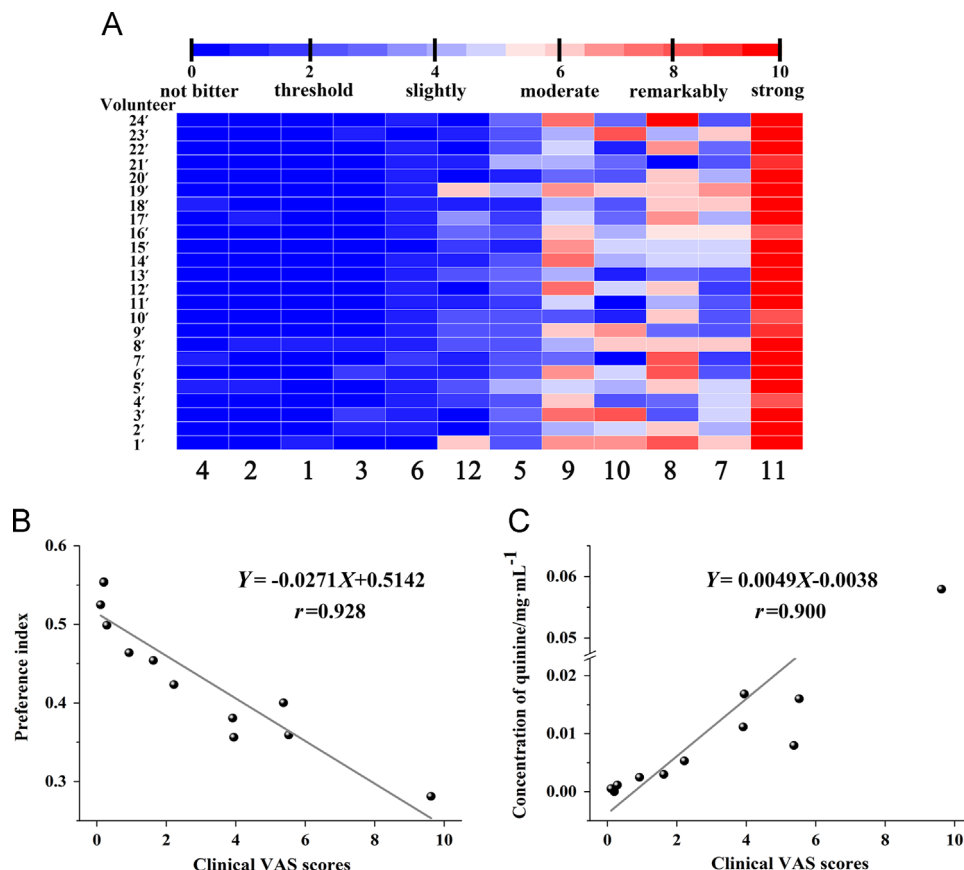 A
0 2 4 6 8 10
not bitter threshold slightly moderate remarkably strong
Volunteer
24′
23′
22′
21′
20′
19′
18′
17′
16′
15′
14′
13′
12′
11′
10′
9′
8′
7′
6′
5′
4′
3′
2′
1′
4 2 1 3 6 12 5 9 10 8 7 11
B
Y = -0.0271X+0.5142
r=0.928
Preference index
0.6
0.5
0.4
0.3
0 2 4 6 8 10
Clinical VAS scores
C
Y = 0.0049X-0.0038
r=0.900
Concentration of quinine/mg·mL⁻¹
0.06
0.05
0.02
0.01
0.00
0 2 4 6 8 10
Clinical VAS scores